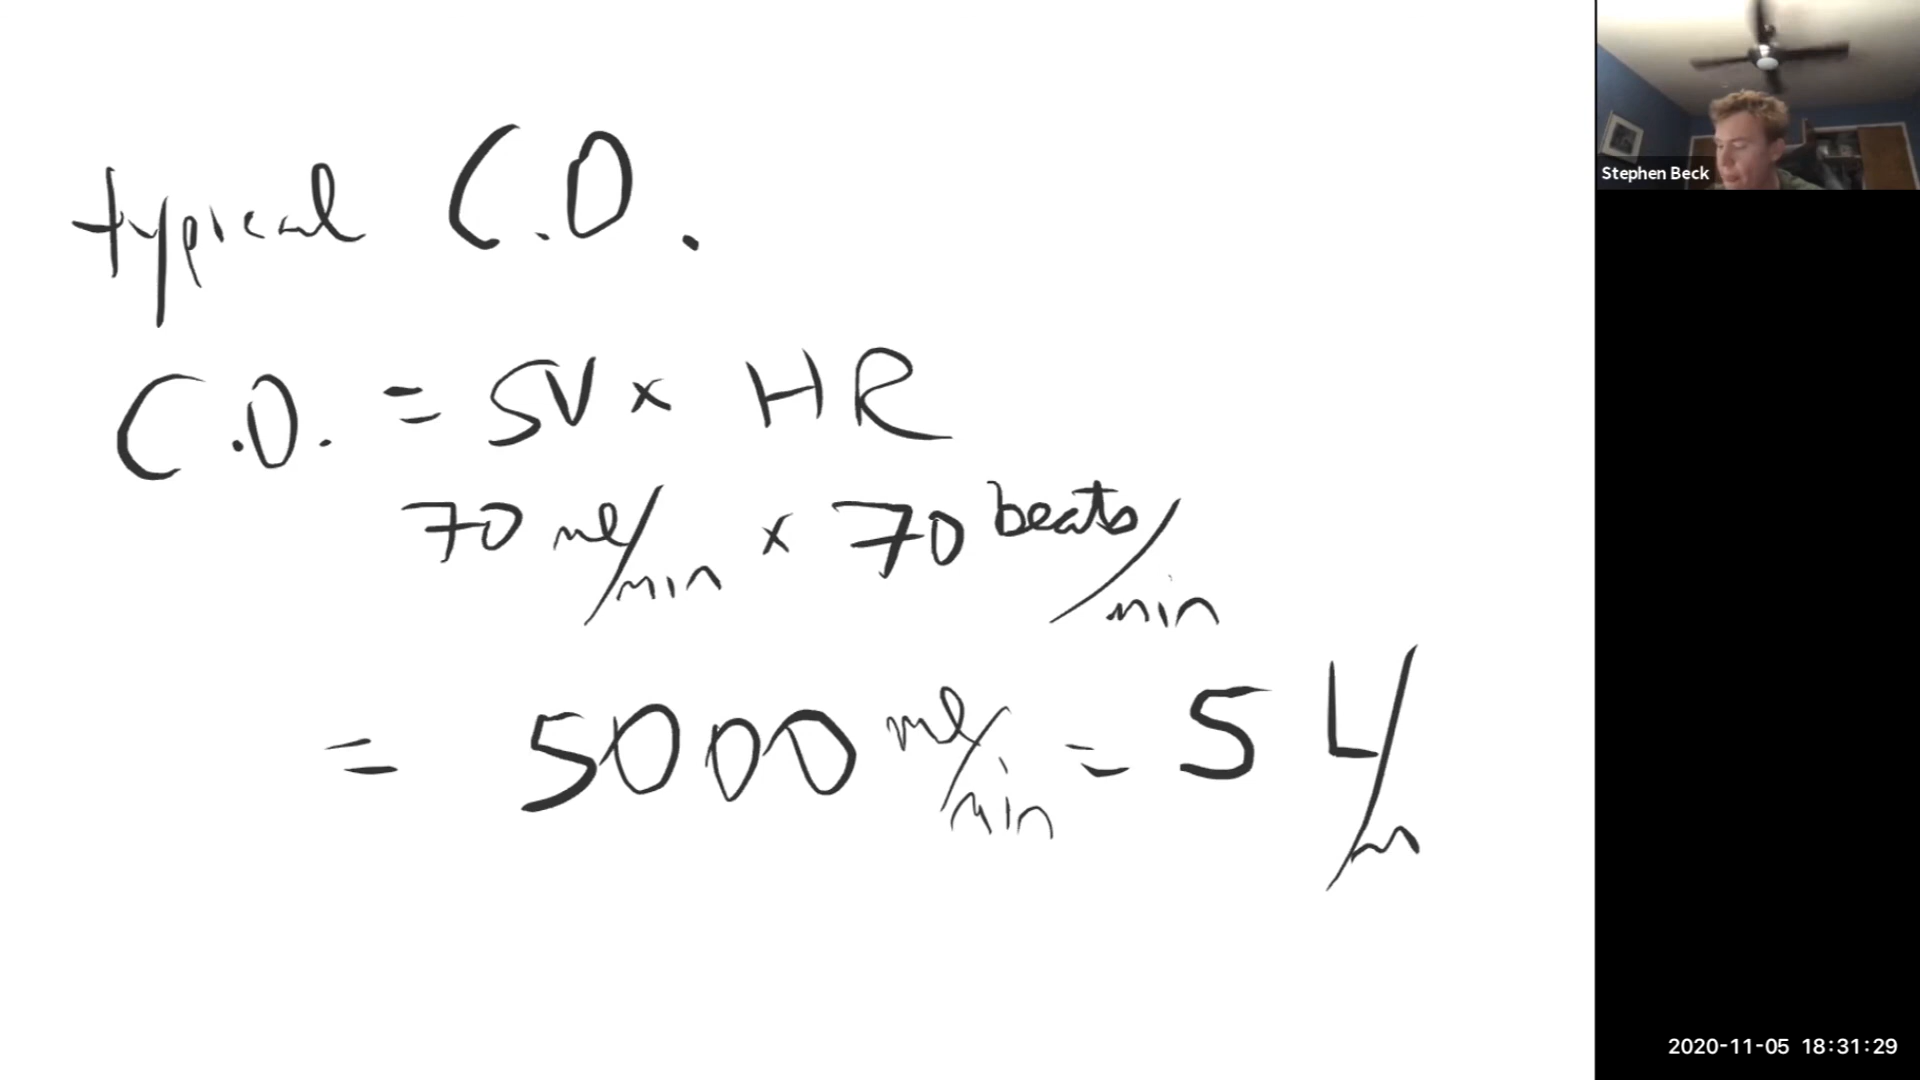 typical C.O.
C.O. = SV x HR
70 ml/min x 70 beats/min
= 5000 ml/min = 5 L/m
Stephen Beck
2020-11-05 18:31:29